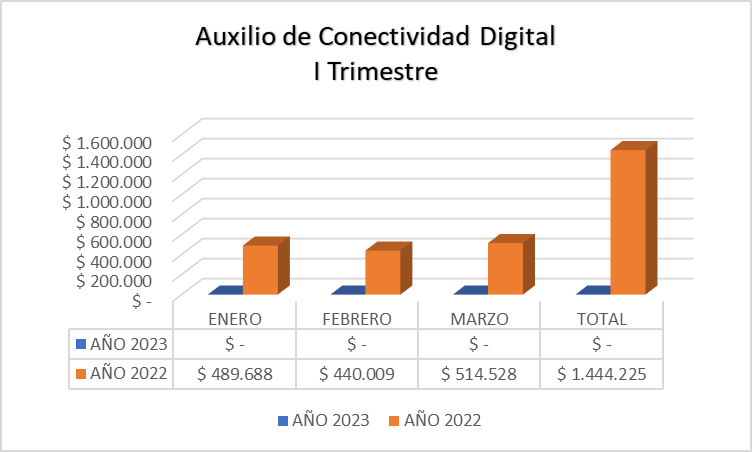 Auxilio de Conectividad Digital
I Trimestre
$ 1.600.000
$ 1.400.000
$ 1.200.000
$ 1.000.000
$ 800.000
$ 600.000
$ 400.000
$ 200.000
$ -
ENERO FEBRERO MARZO TOTAL
AÑO 2023 $ - $ - $ - $ -
AÑO 2022 $ 489.688 $ 440.009 $ 514.528 $ 1.444.225
AÑO 2023 AÑO 2022